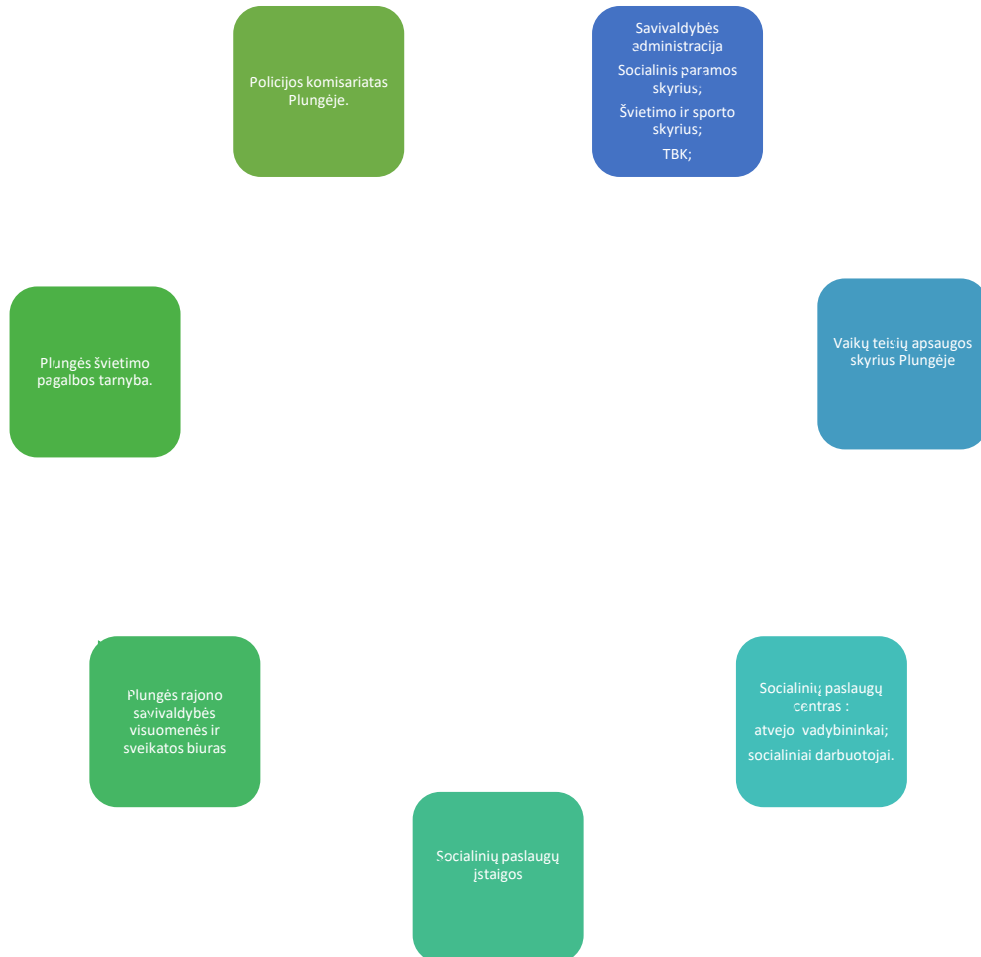 Policijos komisariatas
Plungėje.
Savivaldybės
administracija
Socialinis paramos
skyrius;
Švietimo ir sporto
skyrius;
TBK;
Plungės švietimo
pagalbos tarnyba.
Vaikų teisių apsaugos
skyrius Plungėje
Plungės rajono
savivaldybės
visuomenės ir
sveikatos biuras
Socialinių paslaugų
centras :
atvejo vadybininkai;
socialiniai darbuotojai.
Socialinių paslaugų
įstaigos